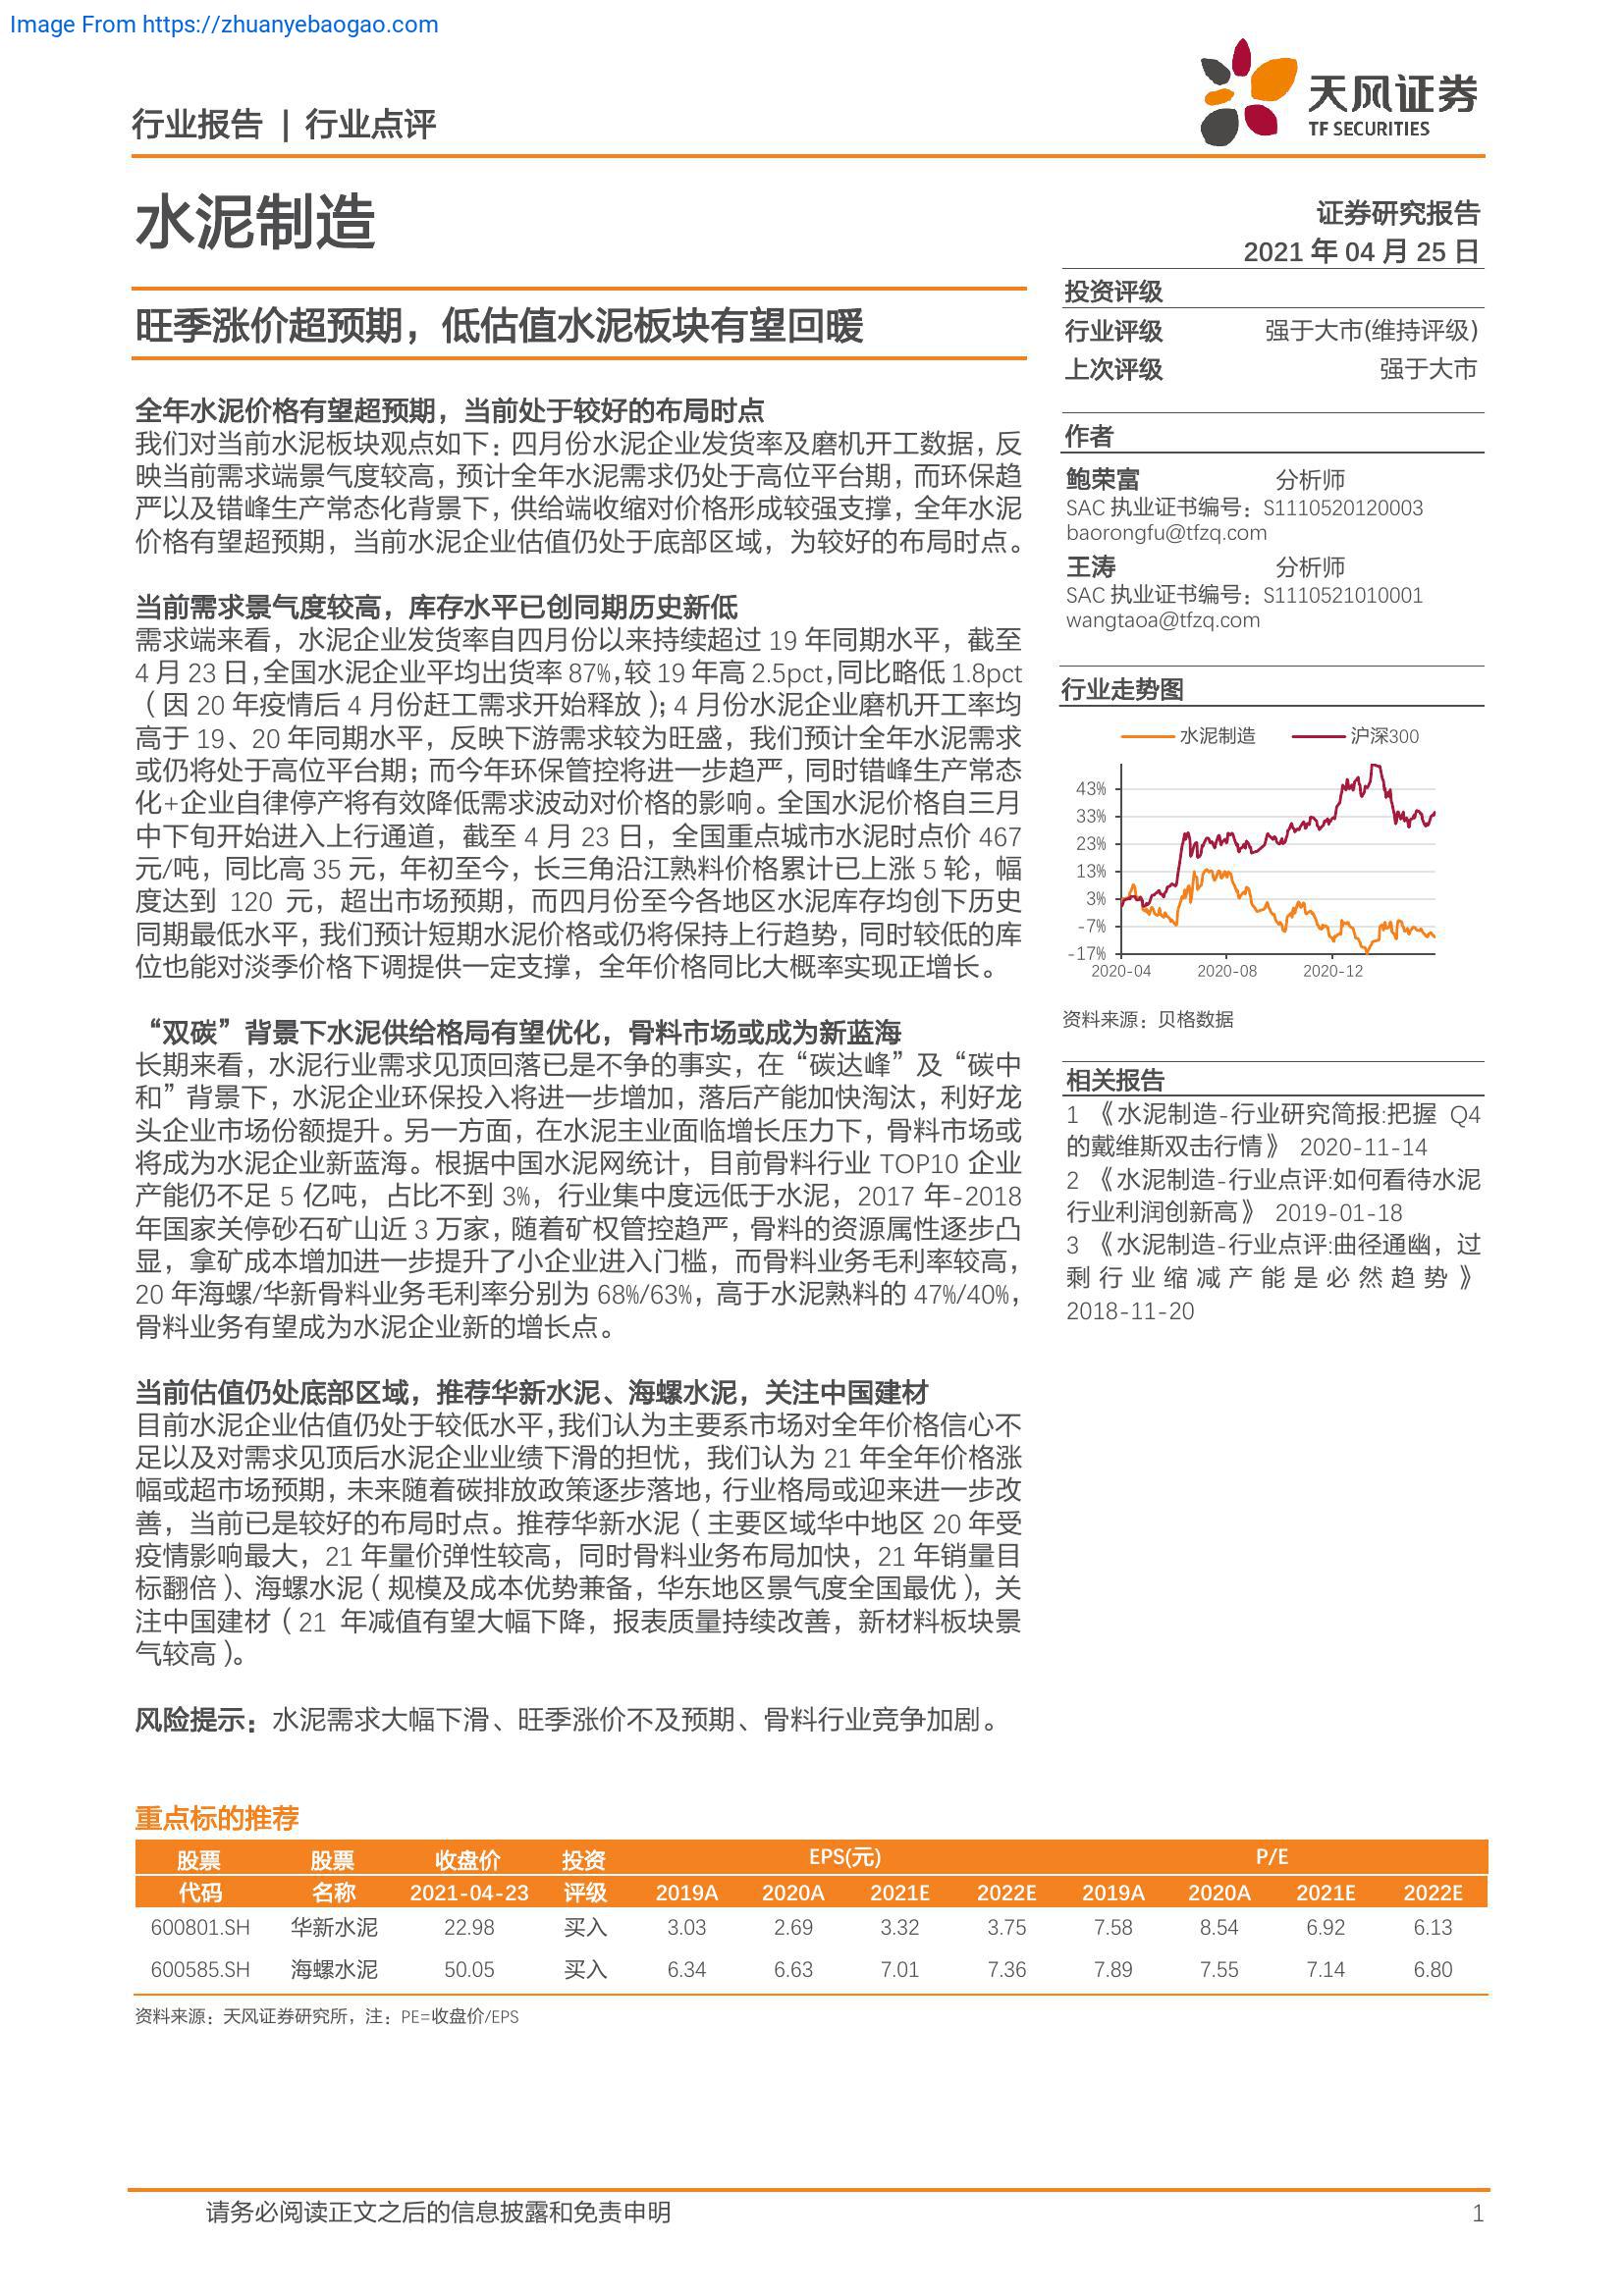 Image From https://zhuanyebaogao.com
天风证券
TF SECURITIES
行业报告 | 行业点评
水泥制造
证券研究报告
2021 年 04 月 25 日
旺季涨价超预期，低估值水泥板块有望回暖
全年水泥价格有望超预期，当前处于较好的布局时点
我们对当前水泥板块观点如下：四月份水泥企业发货率及磨机开工数据，反
映当前需求端景气度较高，预计全年水泥需求仍处于高位平台期，而环保趋
严以及错峰生产常态化背景下，供给端收缩对价格形成较强支撑，全年水泥
价格有望超预期，当前水泥企业估值仍处于底部区域，为较好的布局时点。
当前需求景气度较高，库存水平已创同期历史新低
需求端来看，水泥企业发货率自四月份以来持续超过 19 年同期水平，截至
4 月 23 日，全国水泥企业平均出货率 87%，较 19 年高 2.5pct，同比略低 1.8pct
（因 20 年疫情后 4 月份赶工需求开始释放）；4 月份水泥企业磨机开工率均
高于 19、20 年同期水平，反映下游需求较为旺盛，我们预计全年水泥需求
或仍将处于高位平台期；而今年环保管控将进一步趋严，同时错峰生产常态
化+企业自律停产将有效降低需求波动对价格的影响。全国水泥价格自三月
中下旬开始进入上行通道，截至 4 月 23 日，全国重点城市水泥时点价 467
元/吨，同比高 35 元，年初至今，长三角沿江熟料价格累计已上涨 5 轮，幅
度达到 120 元，超出市场预期，而四月份至今各地区水泥库存均创下历史
同期最低水平，我们预计短期水泥价格或仍将保持上行趋势，同时较低的库
位也能对淡季价格下调提供一定支撑，全年价格同比大概率实现正增长。
“双碳”背景下水泥供给格局有望优化，骨料市场或成为新蓝海
长期来看，水泥行业需求见顶回落已是不争的事实，在“碳达峰”及“碳中
和”背景下，水泥企业环保投入将进一步增加，落后产能加快淘汰，利好龙
头企业市场份额提升。另一方面，在水泥主业面临增长压力下，骨料市场或
将成为水泥企业新蓝海。根据中国水泥网统计，目前骨料行业 TOP10 企业
产能仍不足 5 亿吨，占比不到 3%，行业集中度远低于水泥，2017 年-2018
年国家关停砂石矿山近 3 万家，随着矿权管控趋严，骨料的资源属性逐步凸
显，拿矿成本增加进一步提升了小企业进入门槛，而骨料业务毛利率较高，
20 年海螺/华新骨料业务毛利率分别为 68%/63%，高于水泥熟料的 47%/40%，
骨料业务有望成为水泥企业新的增长点。
当前估值仍处底部区域，推荐华新水泥、海螺水泥，关注中国建材
目前水泥企业估值仍处于较低水平，我们认为主要系市场对全年价格信心不
足以及对需求见顶后水泥企业业绩下滑的担忧，我们认为 21 年全年价格涨
幅或超市场预期，未来随着碳排放政策逐步落地，行业格局或迎来进一步改
善，当前已是较好的布局时点。推荐华新水泥（主要区域华中地区 20 年受
疫情影响最大，21 年量价弹性较高，同时骨料业务布局加快，21 年销量目
标翻倍）、海螺水泥（规模及成本优势兼备，华东地区景气度全国最优），关
注中国建材（21 年减值有望大幅下降，报表质量持续改善，新材料板块景
气较高）。
风险提示：水泥需求大幅下滑、旺季涨价不及预期、骨料行业竞争加剧。
投资评级
行业评级 强于大市(维持评级)
上次评级 强于大市
作者
鲍荣富 分析师
SAC 执业证书编号：S1110520120003
baorongfu@tfzq.com
王涛 分析师
SAC 执业证书编号：S1110521010001
wangtaoa@tfzq.com
行业走势图
水泥制造 沪深300
43%
33%
23%
13%
3%
-7%
-17%
2020-04 2020-08 2020-12
资料来源：贝格数据
相关报告
1 《水泥制造-行业研究简报:把握 Q4
的戴维斯双击行情》 2020-11-14
2 《水泥制造-行业点评:如何看待水泥
行业利润创新高》 2019-01-18
3 《水泥制造-行业点评:曲径通幽，过
剩行业缩减产能是必然趋势》
2018-11-20
重点标的推荐
股票 股票 收盘价 投资 EPS(元) P/E
代码 名称 2021-04-23 评级 2019A 2020A 2021E 2022E 2019A 2020A 2021E 2022E
600801.SH 华新水泥 22.98 买入 3.03 2.69 3.32 3.75 7.58 8.54 6.92 6.13
600585.SH 海螺水泥 50.05 买入 6.34 6.63 7.01 7.36 7.89 7.55 7.14 6.80
资料来源：天风证券研究所，注：PE=收盘价/EPS
请务必阅读正文之后的信息披露和免责申明 1